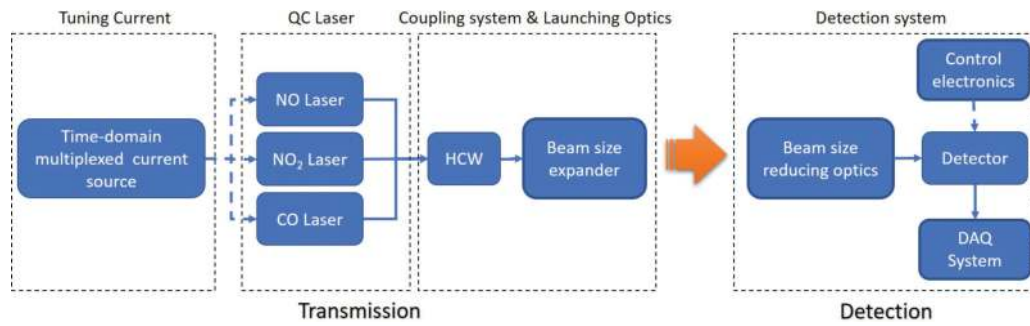 Tuning Current
QC Laser
Coupling system & Launching Optics
Detection system
Time-domain
multiplexed current
source
NO Laser
NO₂ Laser
CO Laser
HCW
Beam size
expander
Beam size
reducing optics
Control
electronics
Detector
DAQ
System
Transmission
Detection